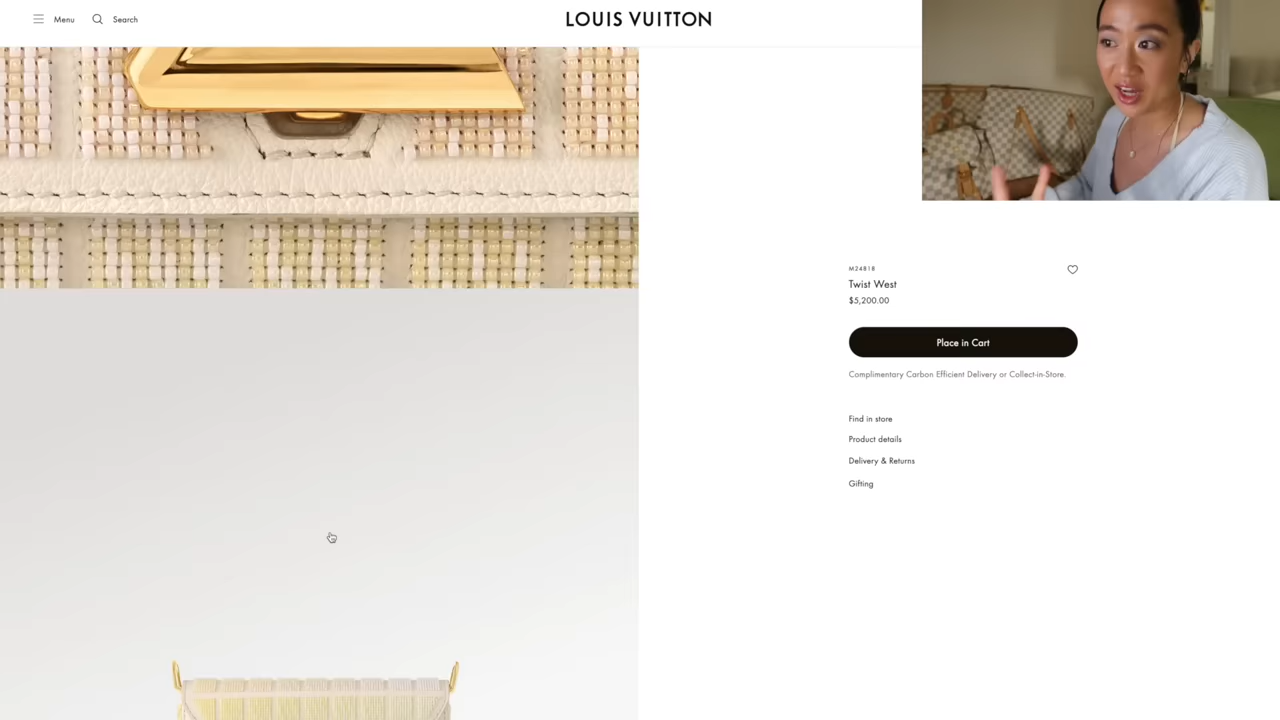 Menu
Search
LOUIS VUITTON
M24818
Twist West
$5,200.00
Place in Cart
Complimentary Carbon Efficient Delivery or Collect-in-Store.
Find in store
Product details
Delivery & Returns
Gifting